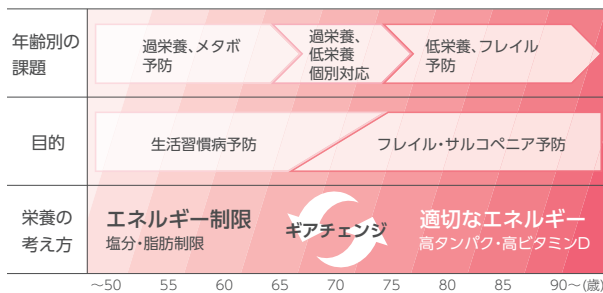 年齢別の
課題
過栄養、メタボ
予防
過栄養、
低栄養
個別対応
低栄養、フレイル
予防
目的
生活習慣病予防
フレイル・サルコペニア予防
栄養の
考え方
エネルギー制限
塩分・脂肪制限
ギアチェンジ
適切なエネルギー
高タンパク・高ビタミンD
～50 55 60 65 70 75 80 85 90～(歳)